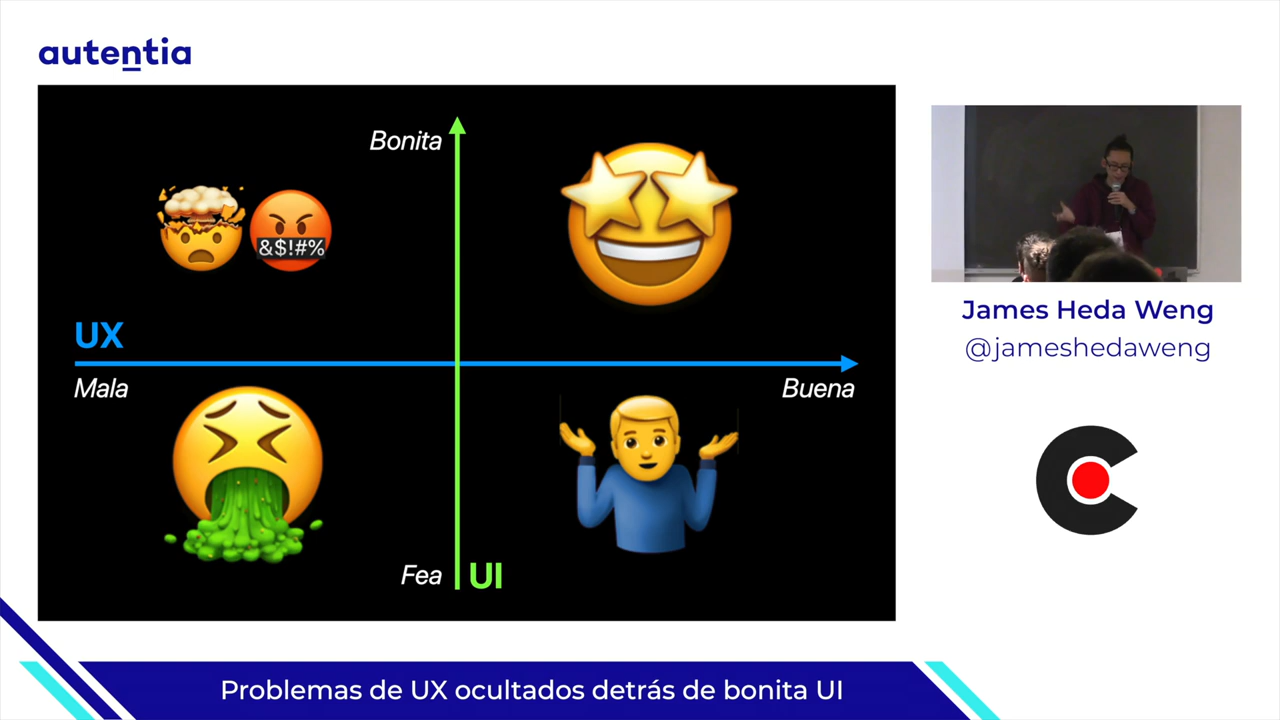 autentia
Bonita
&$!#%
UX
Mala
Buena
Fea
UI
James Heda Weng
@jameshedaweng
Problemas de UX ocultados detrás de bonita UI